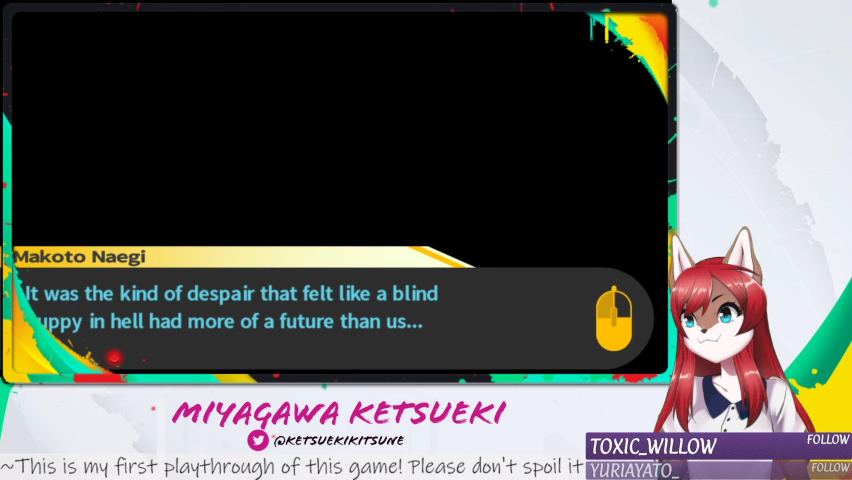 Makoto Naegi
It was the kind of despair that felt like a blind
uppy in hell had more of a future than us...
MIYAGAWA KETSUEKI
@KETSUEKIKITSUNE
TOXIC_WILLOW
FOLLOW
~This is my first playthrough of this game! Please don't spoil it
YURIAYATO_
FOLLOW